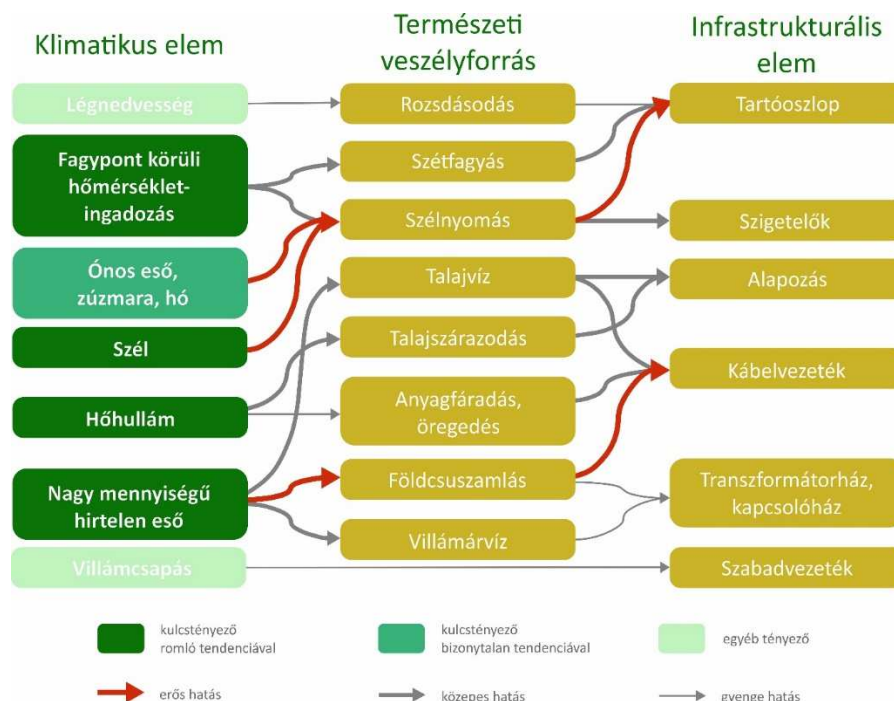 Klimatikus elem
Természeti
veszélyforrás
Infrastrukturális
elem
Légnedvesség
Rozsdásodás
Tartóoszlop
Fagypont körüli
hőmérséklet-
ingadozás
Szétfagyás
Szélnyomás
Szigetelők
Ónos eső,
zúzmara, hó
Talajvíz
Alapozás
Szél
Talajszárazodás
Kábelvezeték
Hőhullám
Anyagfáradás,
öregedés
Nagy mennyiségű
hirtelen eső
Földcsuszamlás
Transzformátorház,
kapcsolóház
Villámárvíz
Villámcsapás
Szabadvezeték
kulcstényező
romló tendenciával
kulcstényező
bizonytalan tendenciával
egyéb tényező
erős hatás
közepes hatás
gyenge hatás